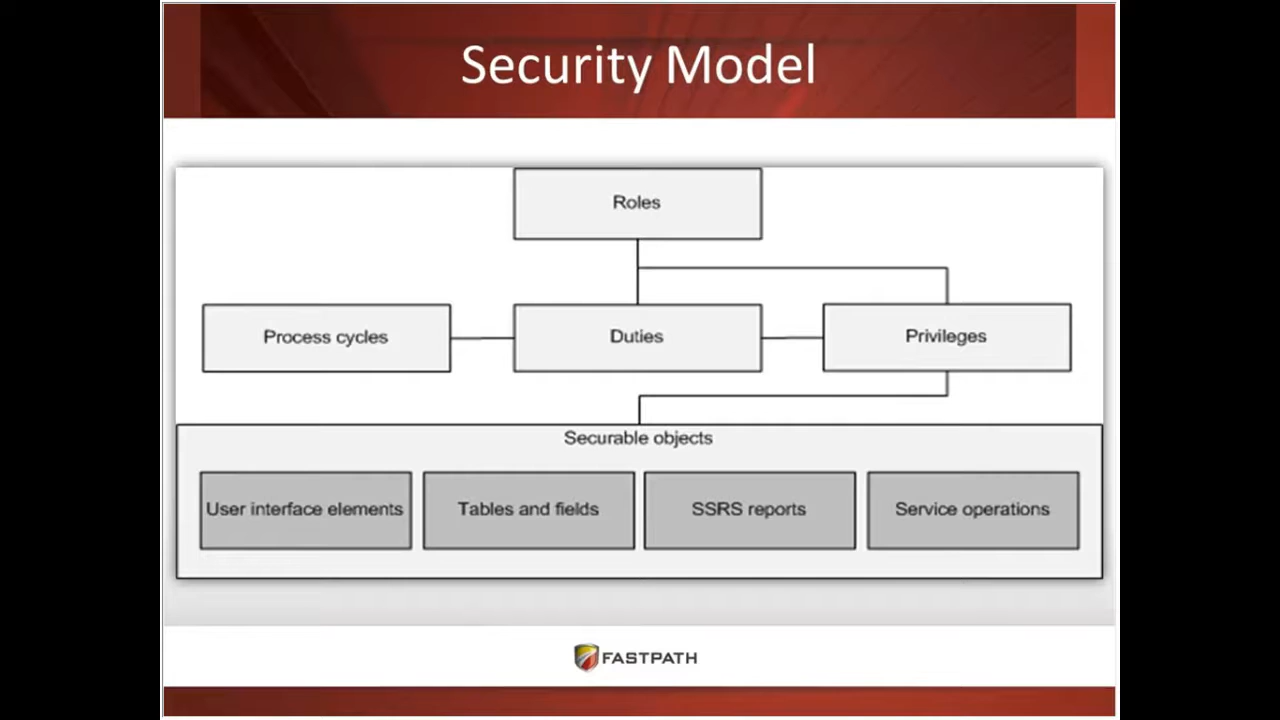 Security Model
Roles
Process cycles
Duties
Privileges
Securable objects
User interface elements
Tables and fields
SSRS reports
Service operations
FASTPATH